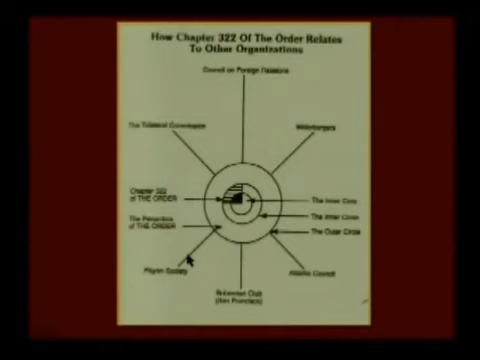 How Chapter 322 Of The Order Relates
To Other Organizations
Council on Foreign Relations
The Trilateral Commission
Bilderbergers
Chapter 322
of THE ORDER
The Inner Core
The Inner Circle
The
of THE ORDER
The Outer Circle
Pilgrim Society
Atlantic Council
Bohemian Club
(San Francisco)